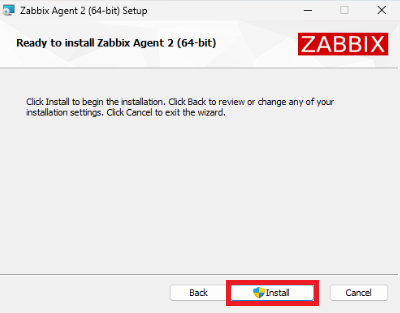 Zabbix Agent 2 (64-bit) Setup
Ready to install Zabbix Agent 2 (64-bit)
ZABBIX
Click Install to begin the installation. Click Back to review or change any of your
installation settings. Click Cancel to exit the wizard.
Back
Install
Cancel